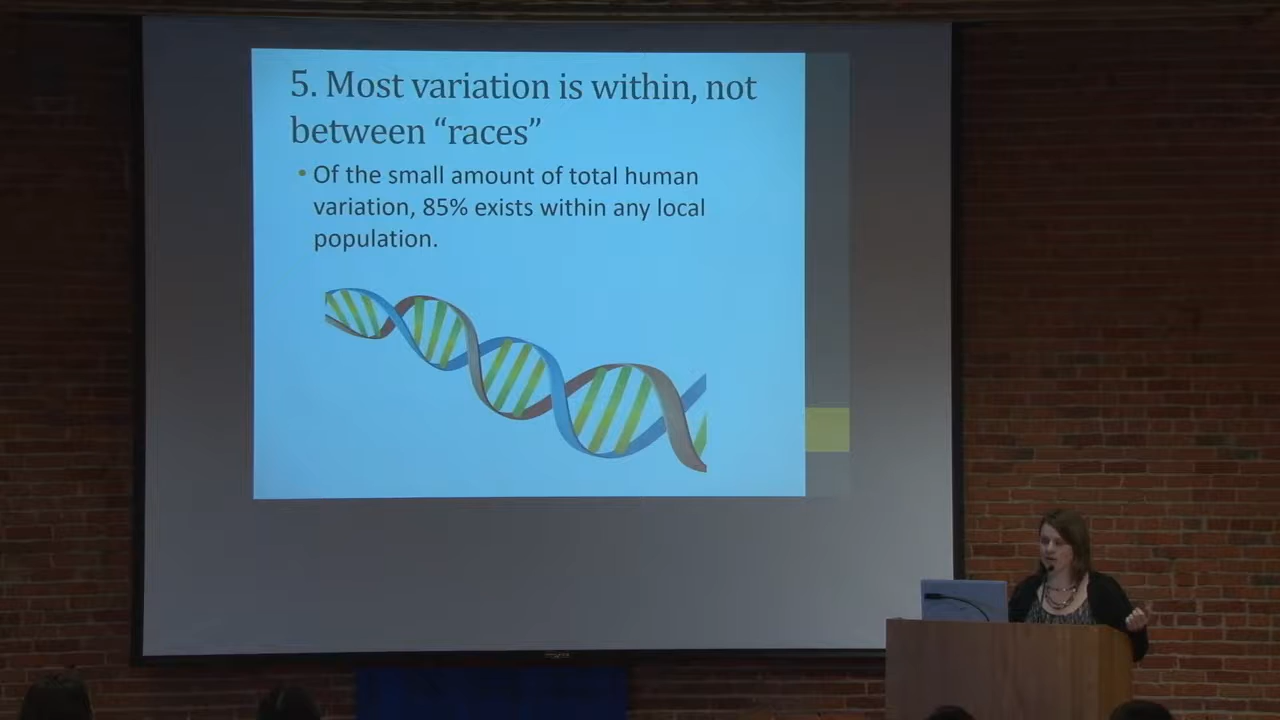 5. Most variation is within, not
between “races”
• Of the small amount of total human
variation, 85% exists within any local
population.